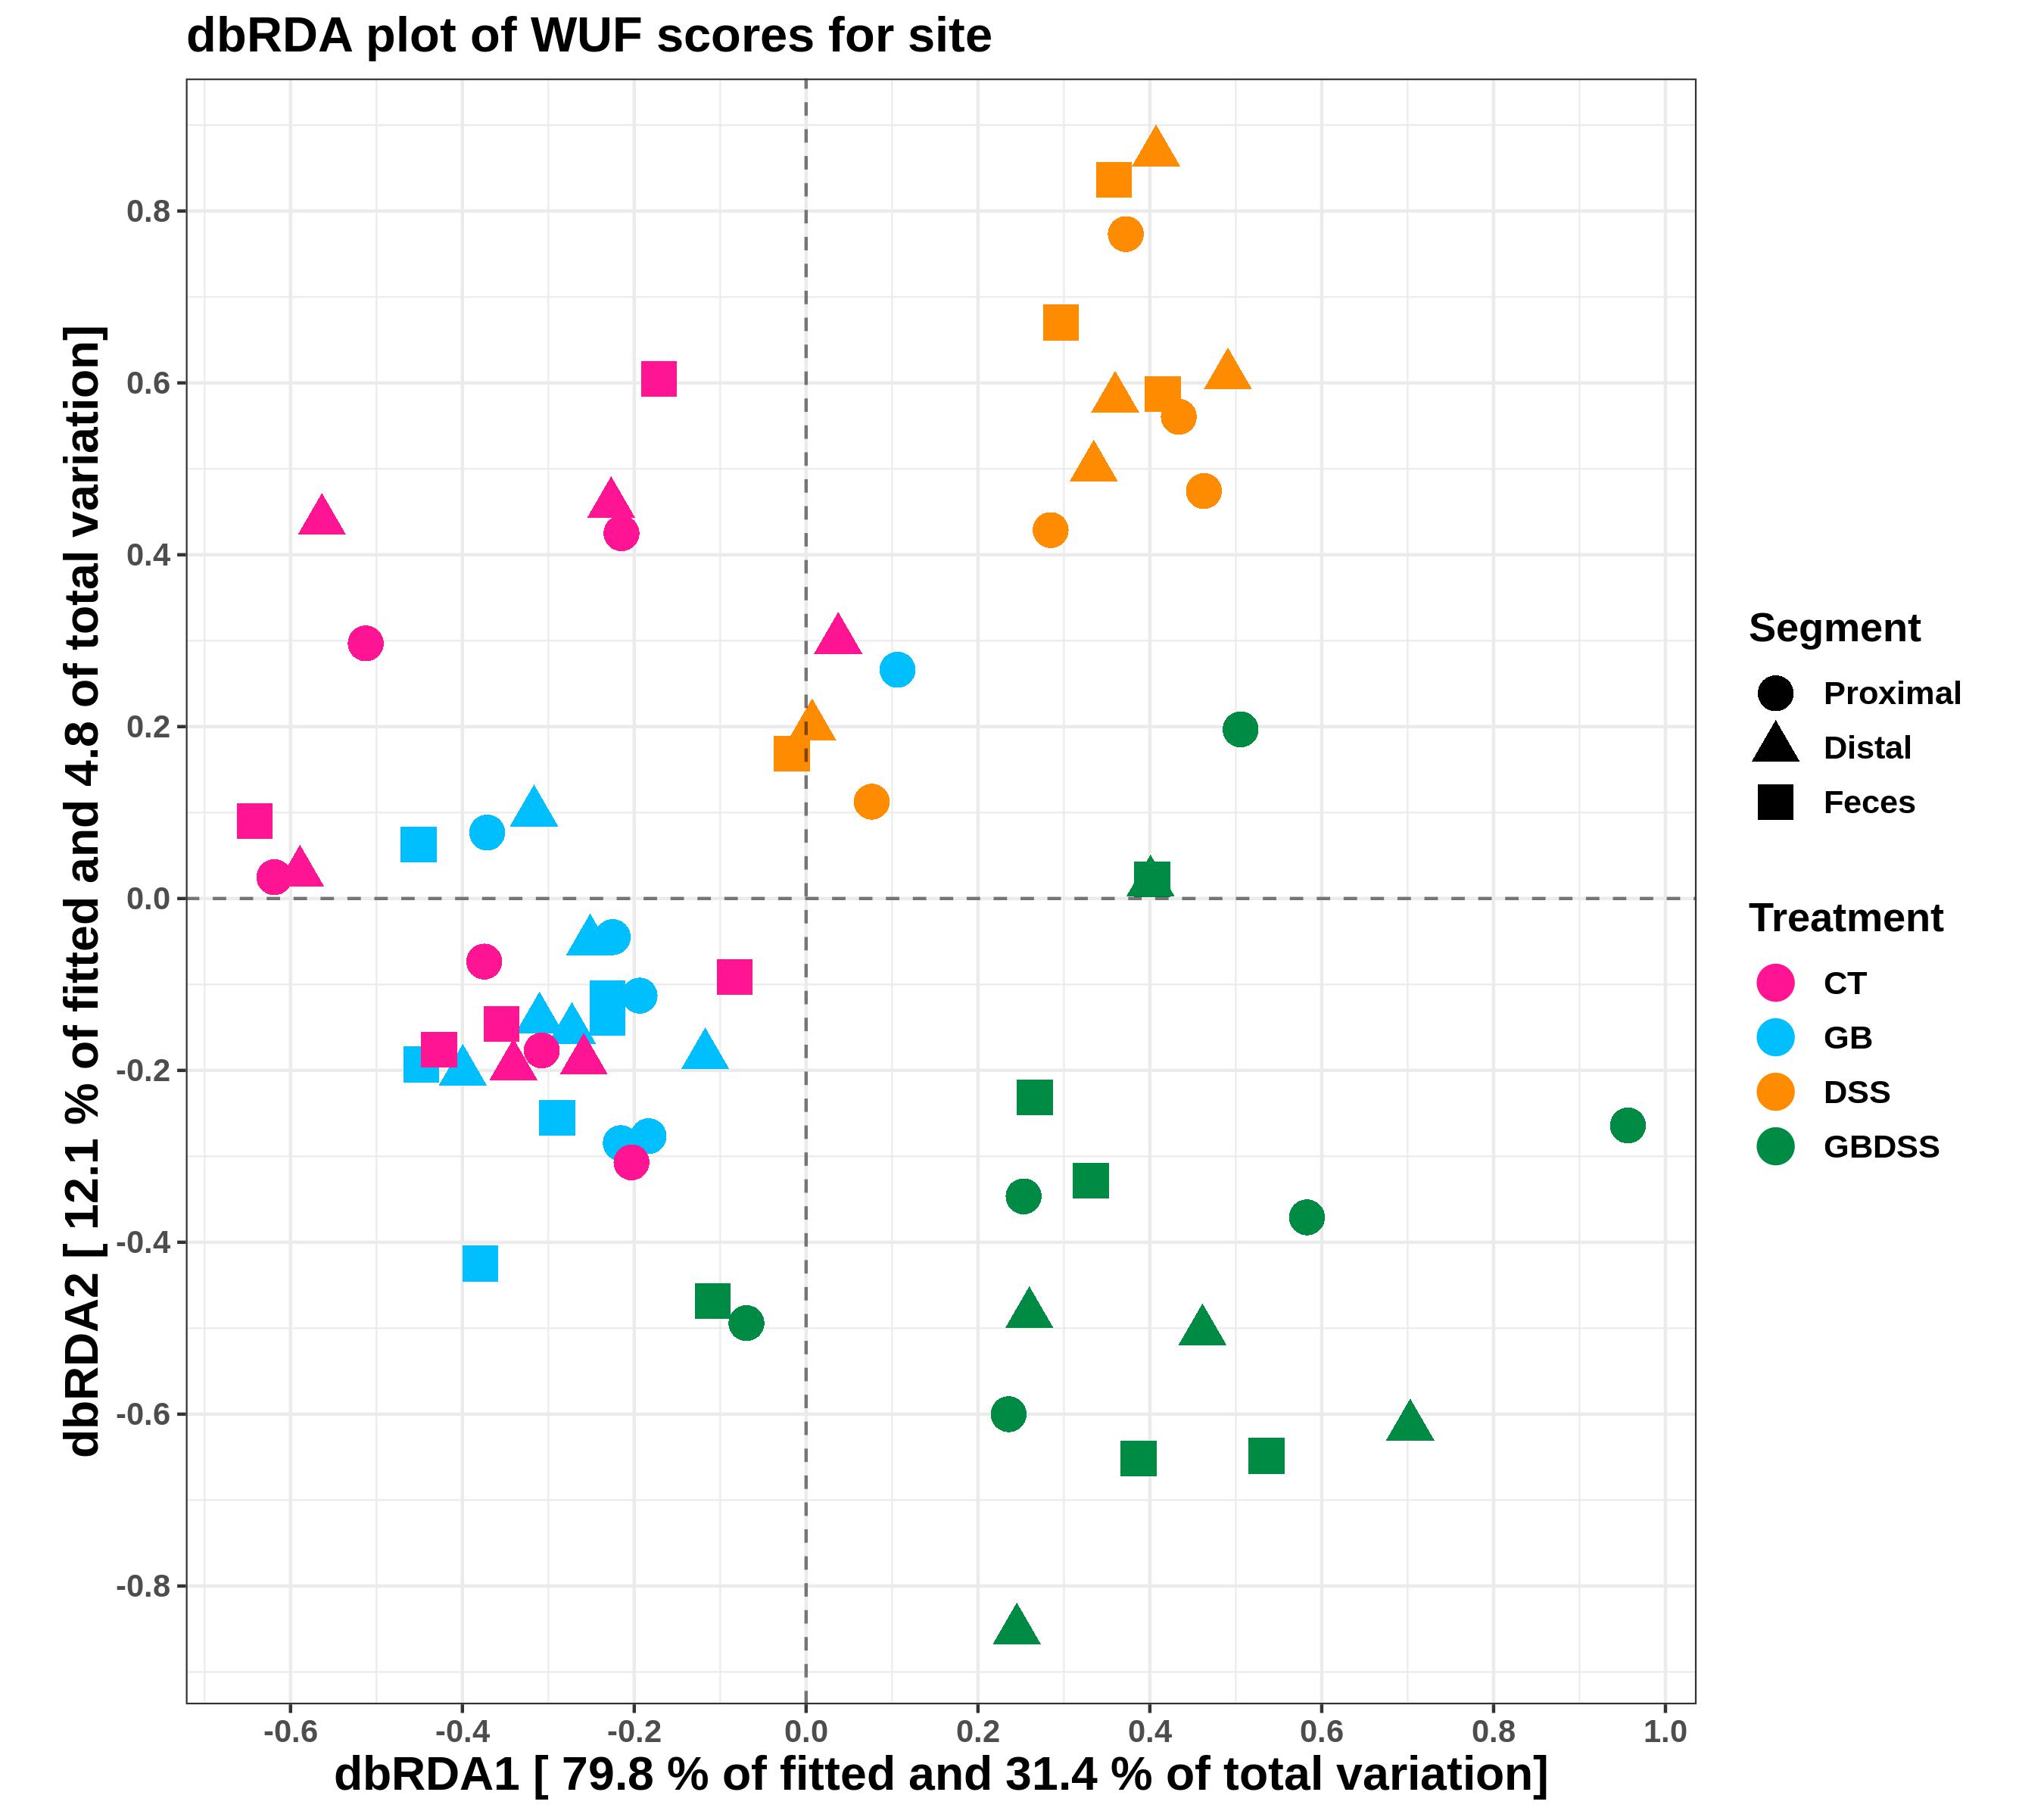 dbRDA plot of WUF scores for site
dbRDA2 [ 12.1 % of fitted and 4.8 of total variation]
0.8
0.6
0.4
0.2
0.0
-0.2
-0.4
-0.6
-0.8
-0.6 -0.4 -0.2 0.0 0.2 0.4 0.6 0.8 1.0
dbRDA1 [ 79.8 % of fitted and 31.4 % of total variation]
Segment
Proximal
Distal
Feces
Treatment
CT
GB
DSS
GBDSS